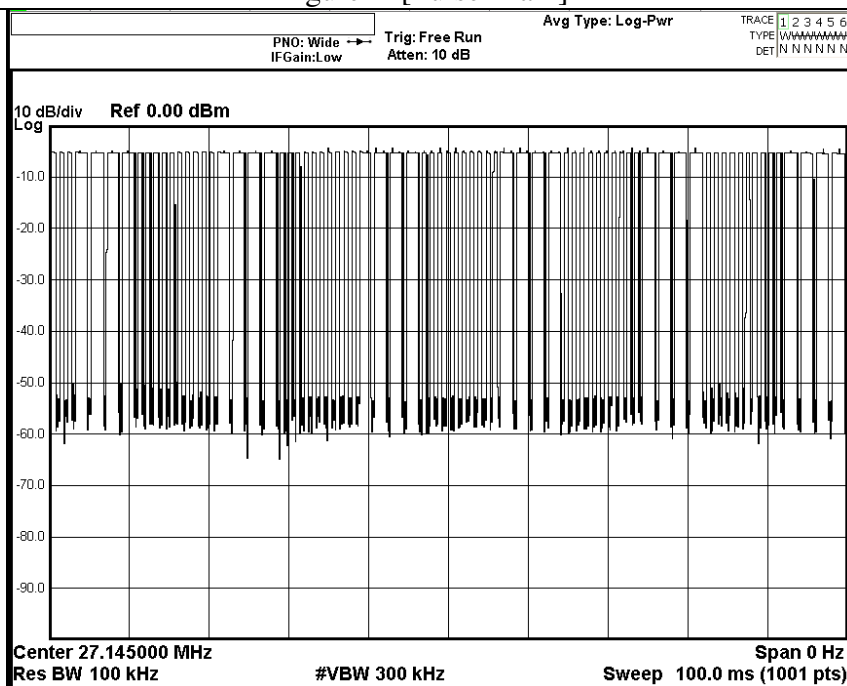 Avg Type: Log-Pwr
TRACE 1 2 3 4 5 6
PNO: Wide
Trig: Free Run
TYPE
IFGain:Low
Atten: 10 dB
DET N N N N N N
10 dB/div Ref 0.00 dBm
Log
-10.0
-20.0
-30.0
-40.0
-50.0
-60.0
-70.0
-80.0
-90.0
Center 27.145000 MHz
Span 0 Hz
Res BW 100 kHz
#VBW 300 kHz
Sweep 100.0 ms (1001 pts)